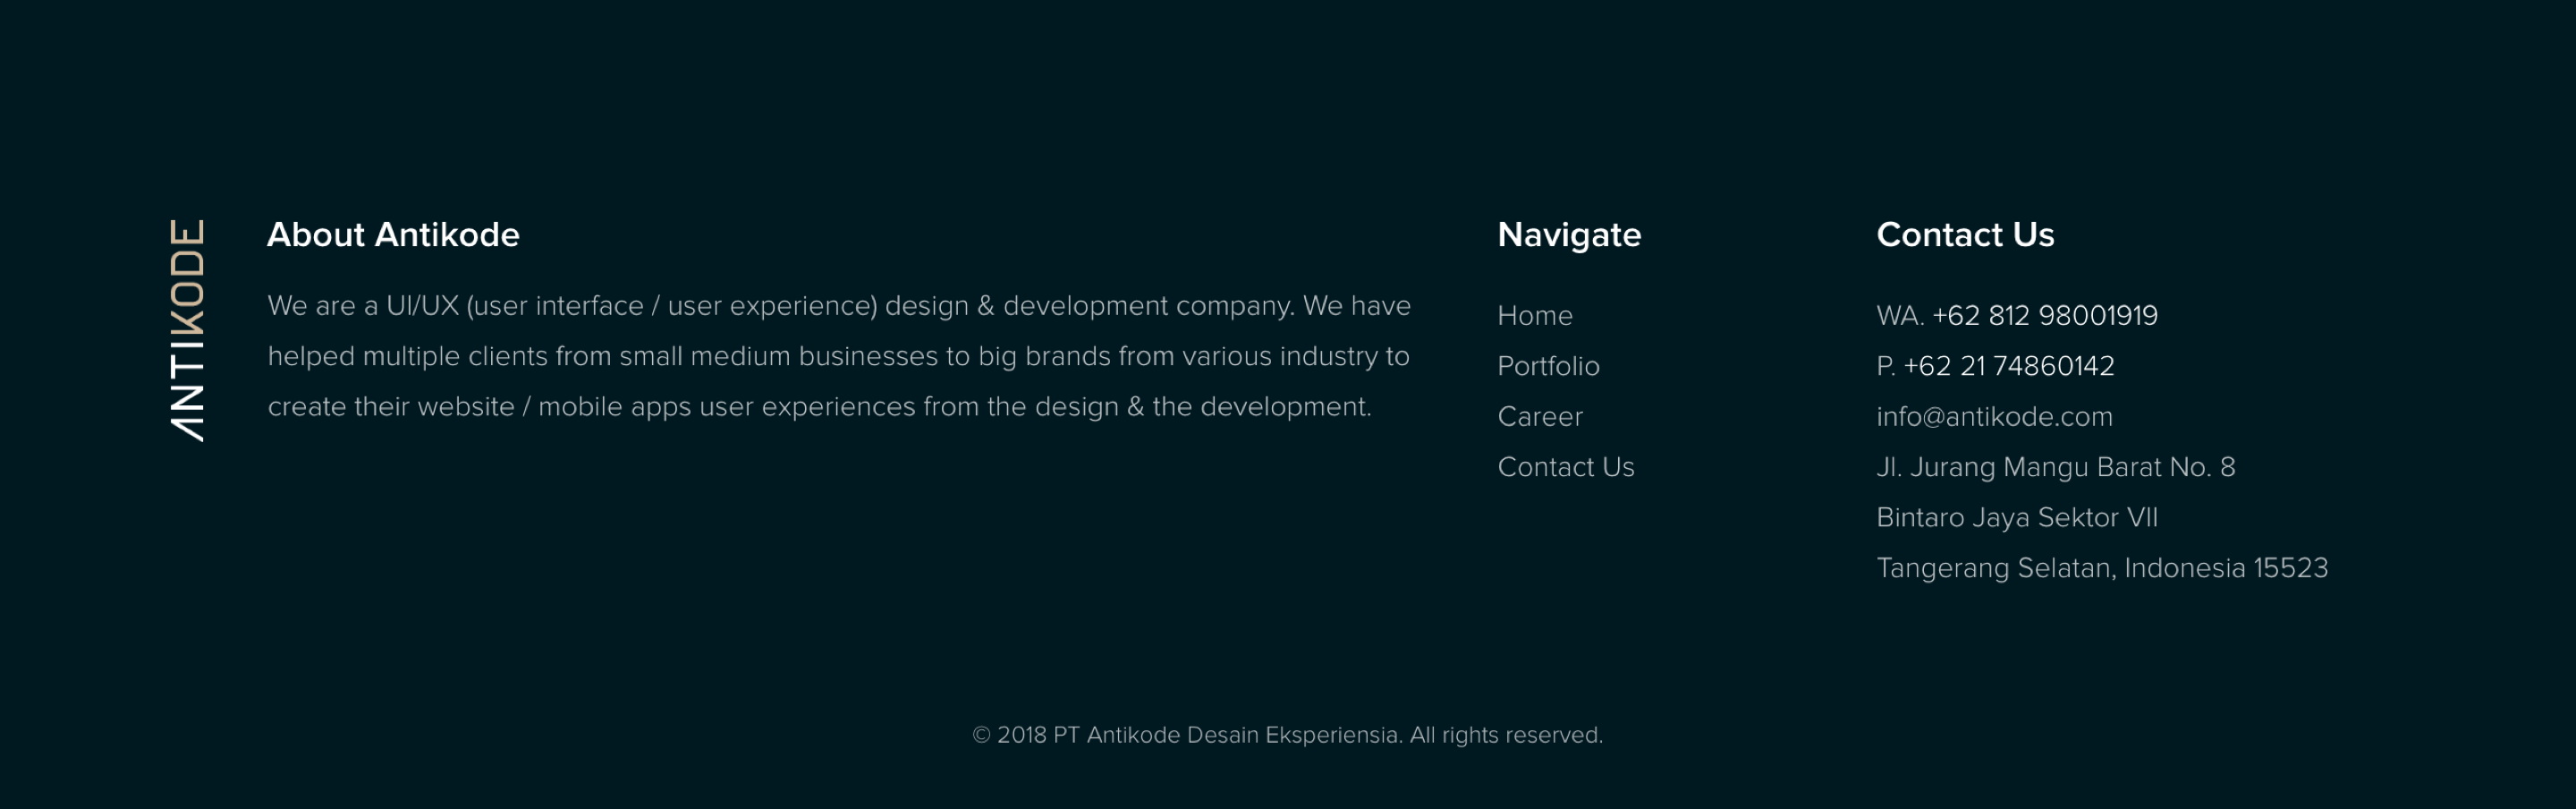 ANTIKODE
About Antikode
We are a UI/UX (user interface / user experience) design & development company. We have
helped multiple clients from small medium businesses to big brands from various industry to
create their website / mobile apps user experiences from the design & the development.
Navigate
Home
Portfolio
Career
Contact Us
Contact Us
WA. +62 812 98001919
P. +62 21 74860142
info@antikode.com
Jl. Jurang Mangu Barat No. 8
Bintaro Jaya Sektor VII
Tangerang Selatan, Indonesia 15523
© 2018 PT Antikode Desain Eksperiensia. All rights reserved.